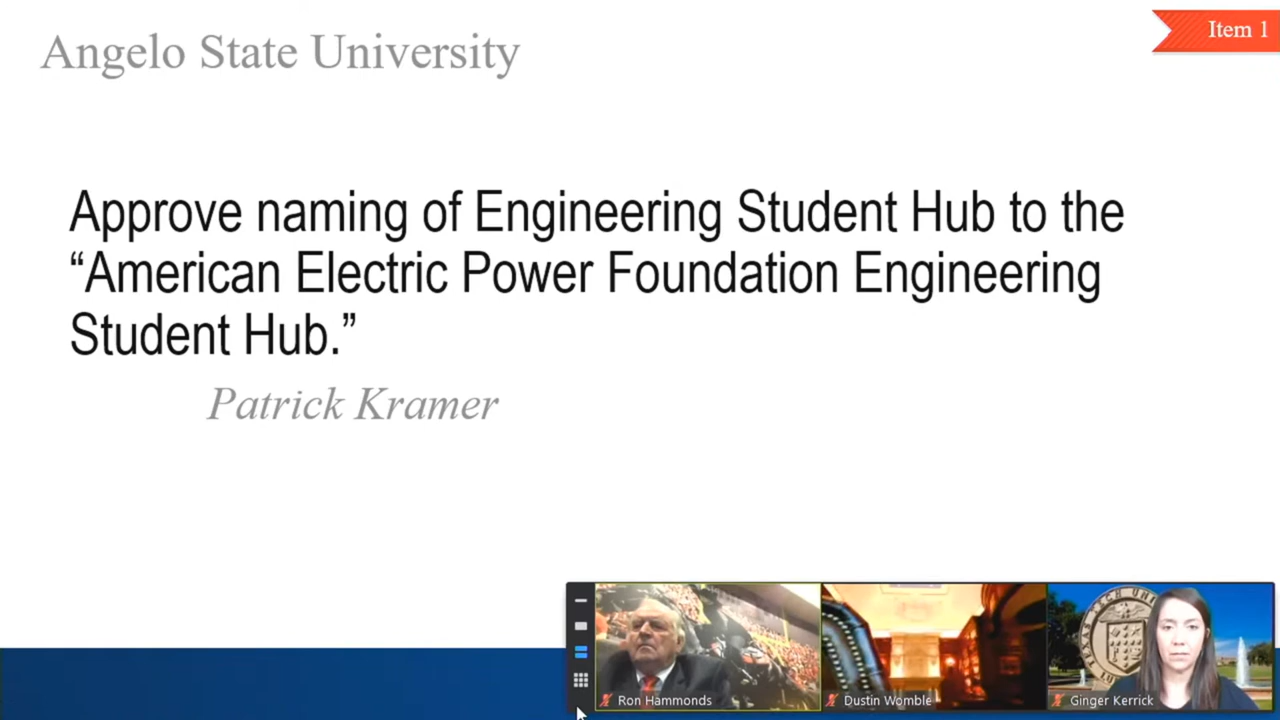 Angelo State University
Item 1
Approve naming of Engineering Student Hub to the
“American Electric Power Foundation Engineering
Student Hub.”
Patrick Kramer
Ron Hammonds
Dustin Womble
Ginger Kerrick